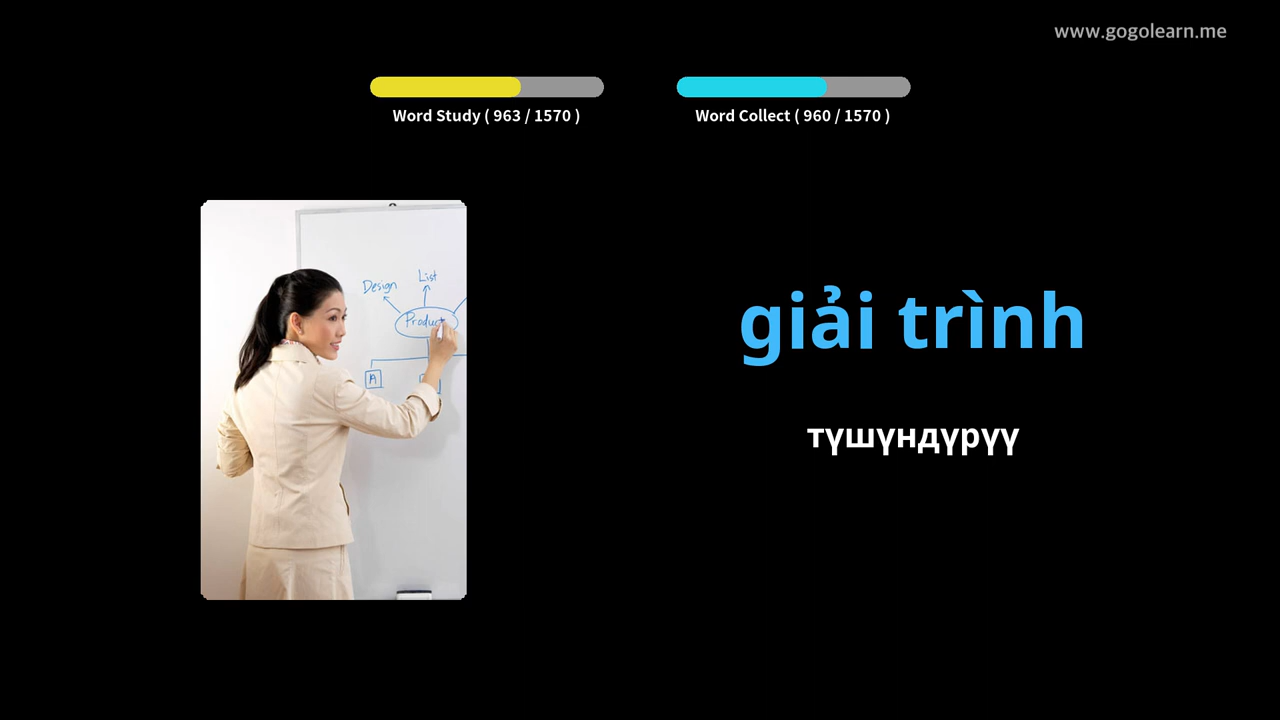 www.gogolearn.me
Word Study ( 963 / 1570 )
Word Collect ( 960 / 1570 )
Design
List
Product
A
giải trình
түшүндүрүү